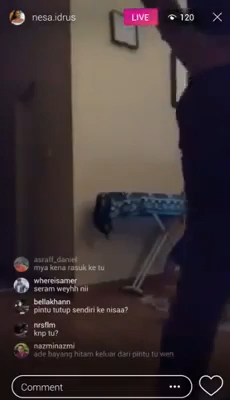 nesa.idrus
LIVE
120
asraff_daniel
mya kena rasuk ke tu
whereisamer
seram weyhh nii
bellakhann
pintu tutup sendiri ke nisaa?
nrsflm
knp tu?
nazminazmi
ade bayang hitam keluar dari pintu tu wen
Comment